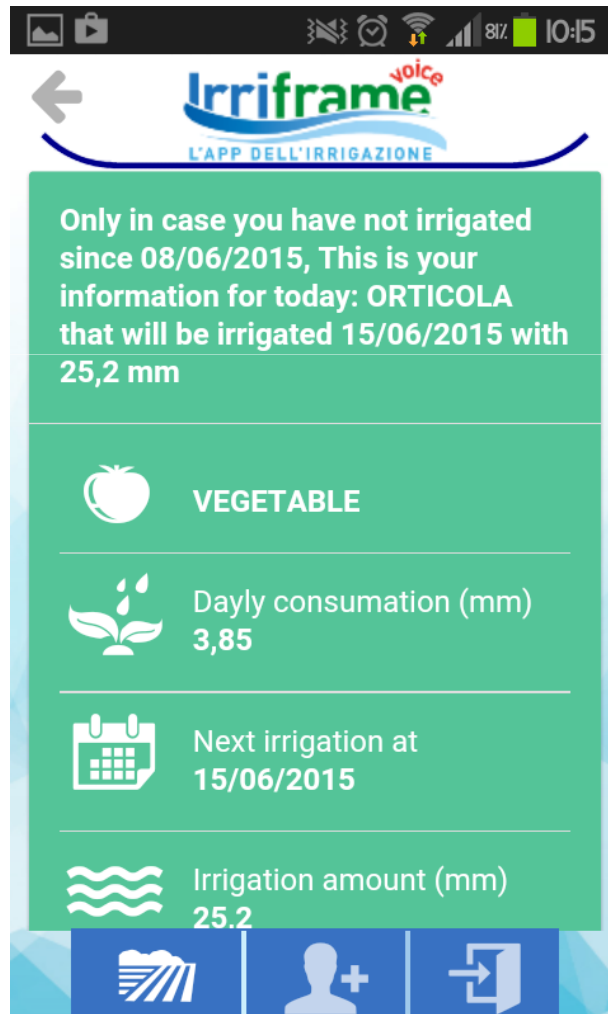 81% 10:15
Irriframe voice
L'APP DELL'IRRIGAZIONE
Only in case you have not irrigated
since 08/06/2015, This is your
information for today: ORTICOLA
that will be irrigated 15/06/2015 with
25,2 mm
VEGETABLE
Dayly consumation (mm)
3,85
Next irrigation at
15/06/2015
Irrigation amount (mm)
25,2